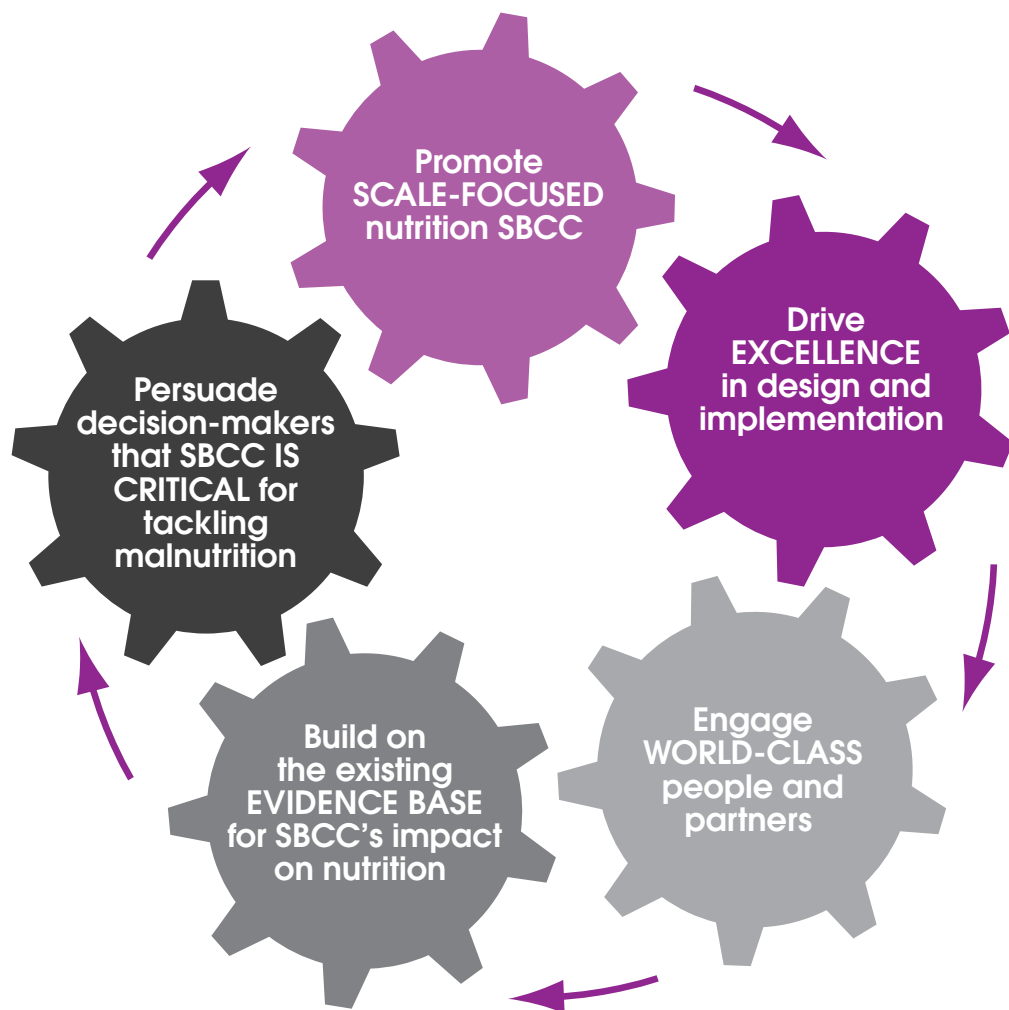 Promote
SCALE-FOCUSED
nutrition SBCC
Drive
EXCELLENCE
in design and
implementation
Engage
WORLD-CLASS
people and
partners
Build on
the existing
EVIDENCE BASE
for SBCC’s impact
on nutrition
Persuade
decision-makers
that SBCC IS
CRITICAL for
tackling
malnutrition